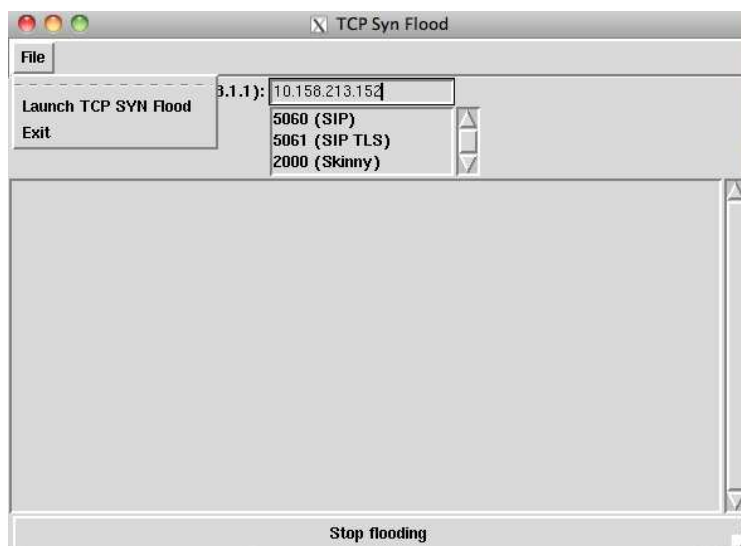 TCP Syn Flood
File
Launch TCP SYN Flood
Exit
8.1.1): 10.158.213.152
5060 (SIP)
5061 (SIP TLS)
2000 (Skinny)
Stop flooding